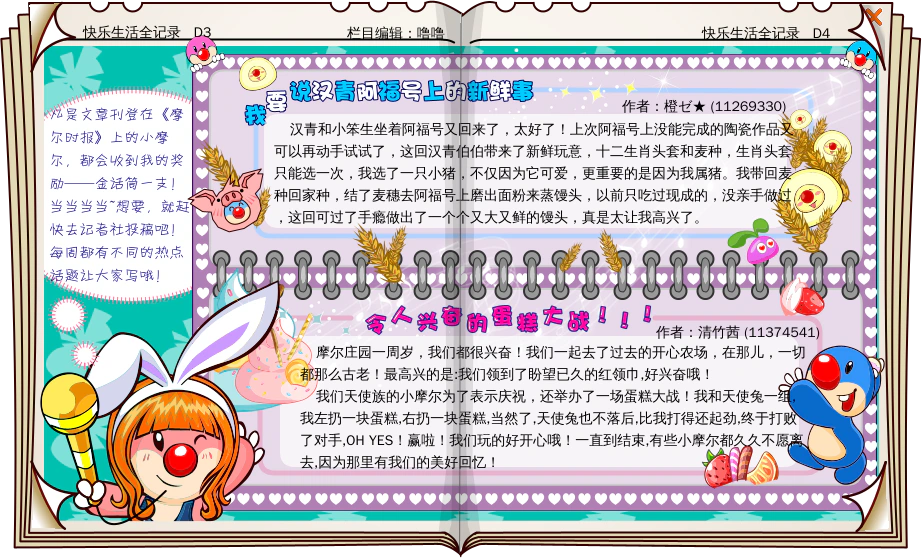 快乐生活全记录 D3
栏目编辑：噜噜
快乐生活全记录 D4
凡是文章刊登在《摩
尔时报》上的小摩
尔，都会收到我的奖
励——金话筒一支！
当当当当~想要，就赶
快去记者社投稿吧！
每周都有不同的热点
话题让大家写哦！
我要说汉青阿福号上的新鲜事
作者：橙ゼ★ (11269330)
汉青和小笨生坐着阿福号又回来了，太好了！上次阿福号上没能完成的陶瓷作品又
可以再动手试试了，这回汉青伯伯带来了新鲜玩意，十二生肖头套和麦种，生肖头套
只能选一次，我选了一只小猪，不仅因为它可爱，更重要的是因为我属猪。我带回麦
种回家种，结了麦穗去阿福号上磨出面粉来蒸馒头，以前只吃过现成的，没亲手做过
，这回可过了手瘾做出了一个个又大又鲜的馒头，真是太让我高兴了。
令人兴奋的蛋糕大战！！！
作者：清竹茜 (11374541)
摩尔庄园一周岁，我们都很兴奋！我们一起去了过去的开心农场，在那儿，一切
都那么古老！最高兴的是:我们领到了盼望已久的红领巾,好兴奋哦！
我们天使族的小摩尔为了表示庆祝，还举办了一场蛋糕大战！我和天使兔一组,
我左扔一块蛋糕,右扔一块蛋糕,当然了,天使兔也不落后,比我打得还起劲,终于打败
了对手,OH YES！赢啦！我们玩的好开心哦！一直到结束,有些小摩尔都久久不愿离
去,因为那里有我们的美好回忆！